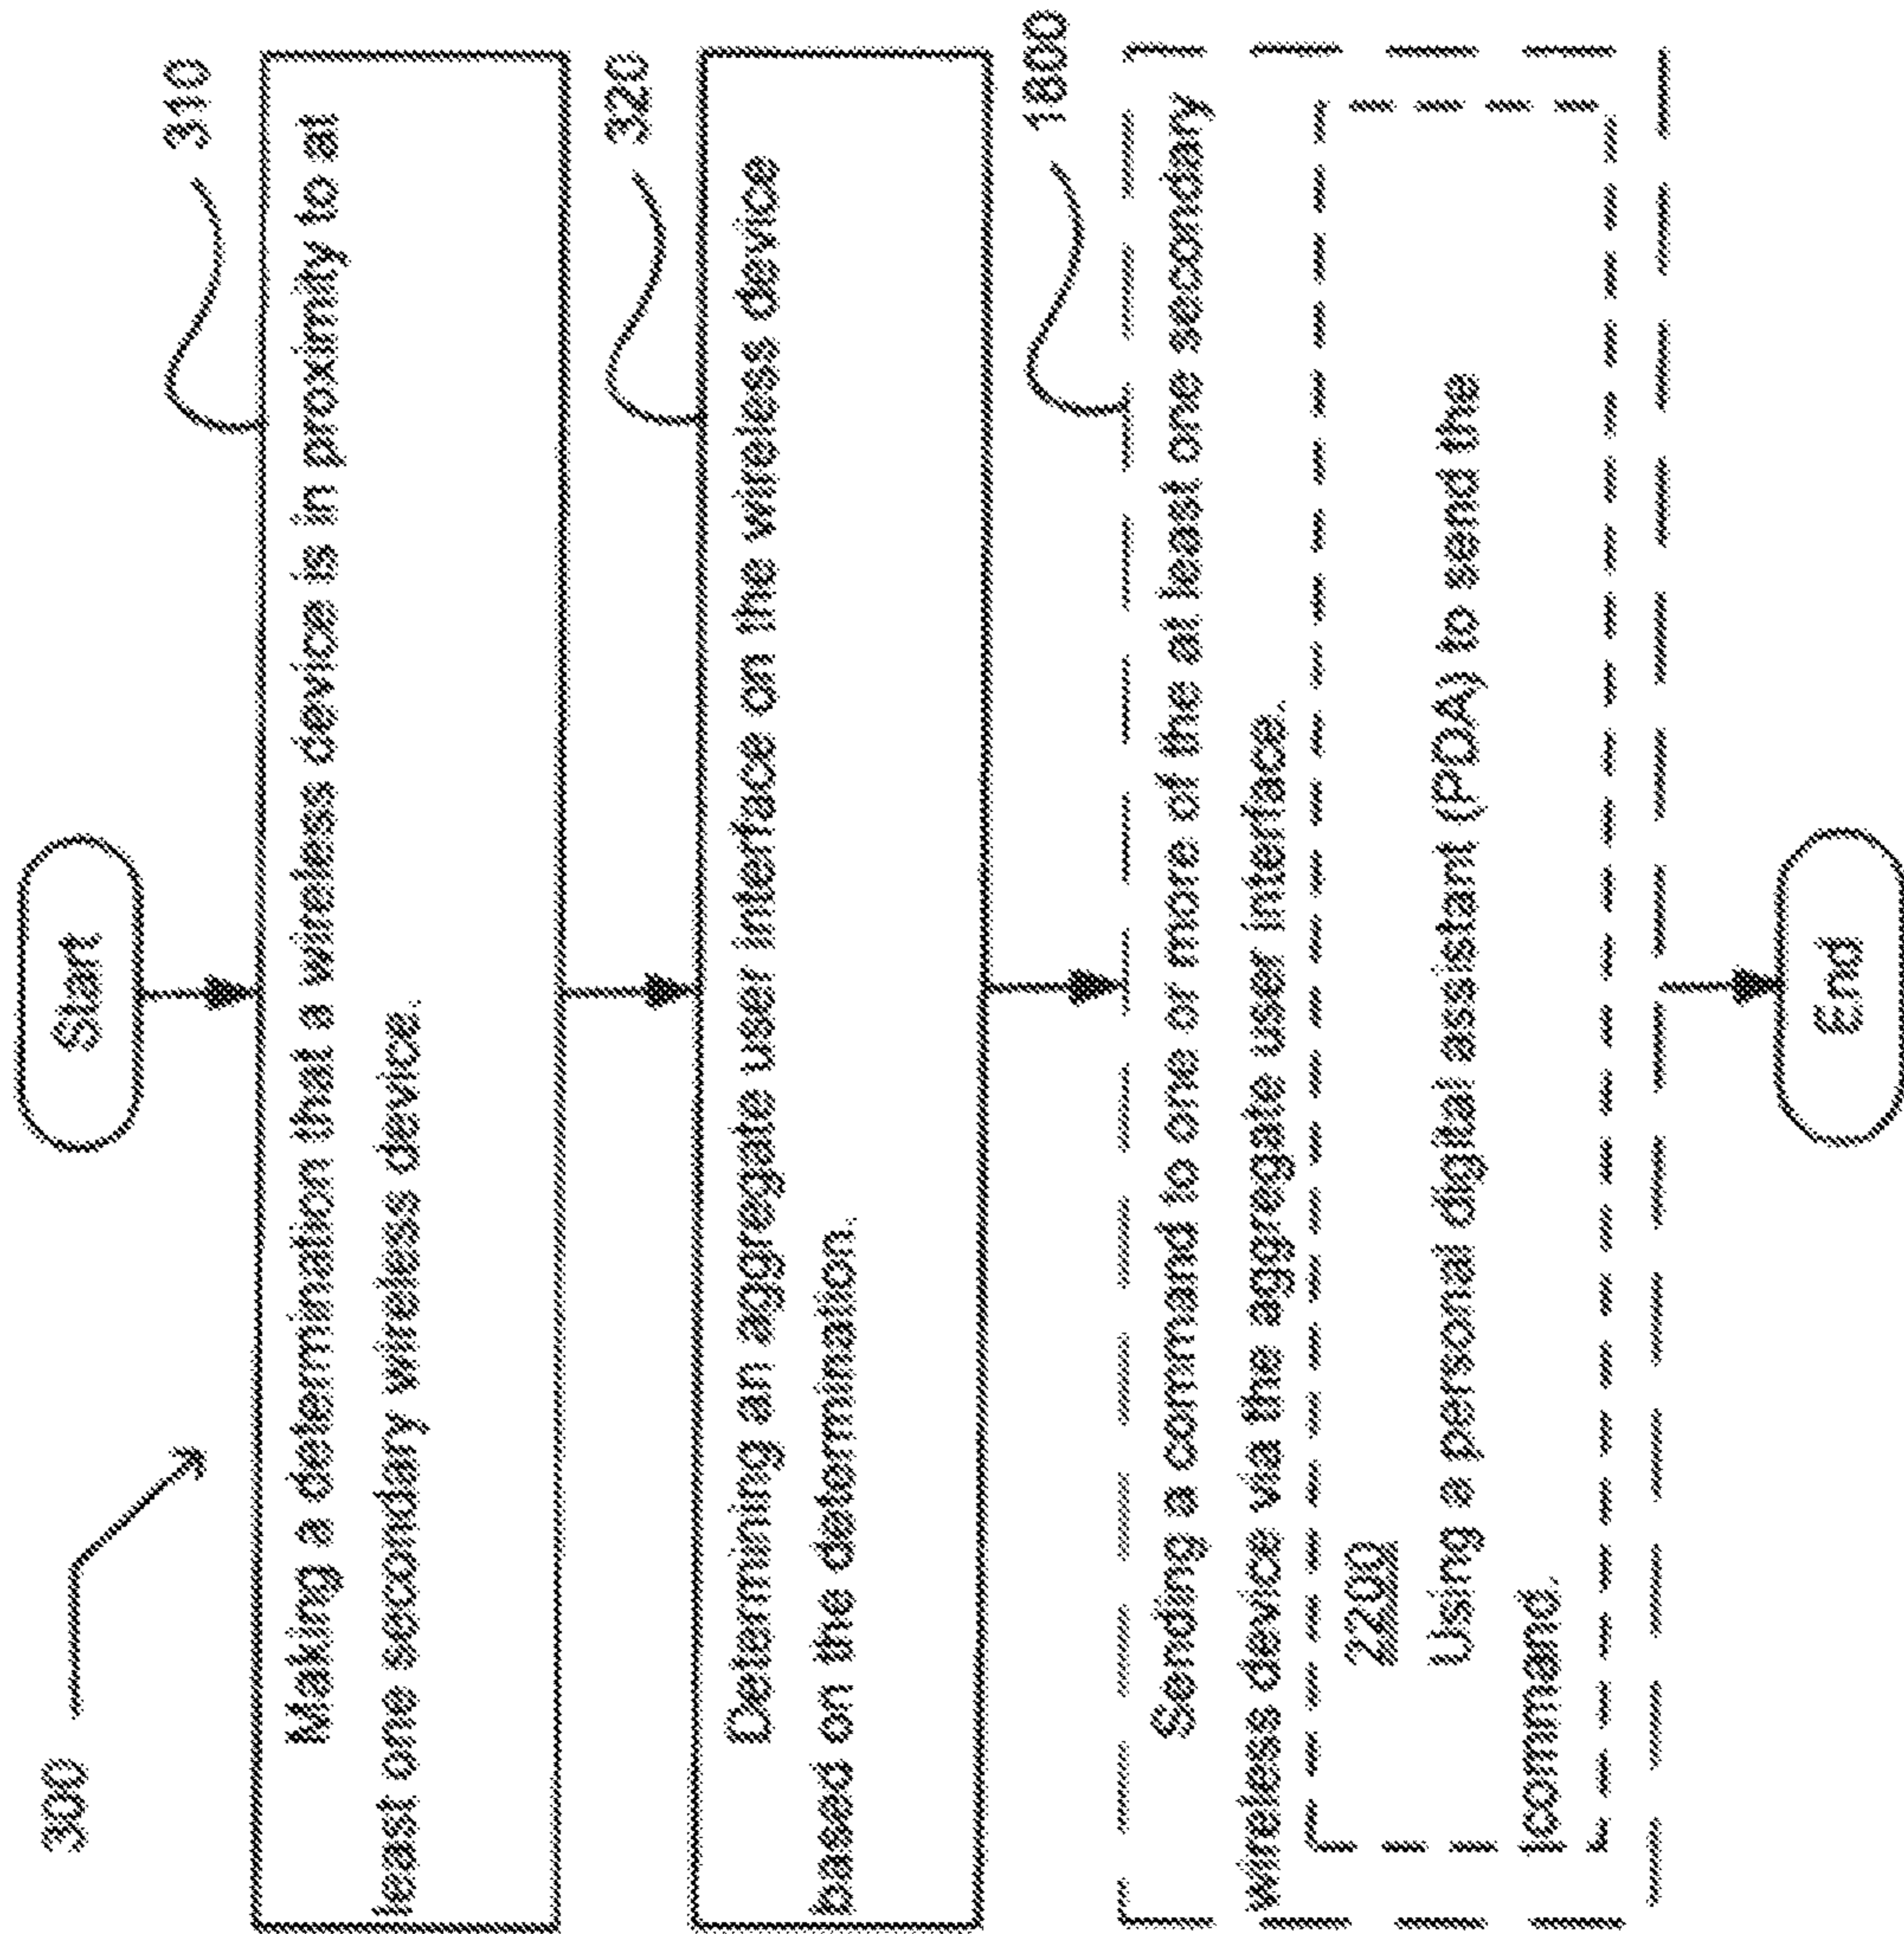 300
Start
310
Making a determination that a wireless device is in proximity to at
least one secondary wireless device.
320
Determining an aggregate user interface on the wireless device
based on the determination.
1800
Sending a command to one or more of the at least one secondary
wireless device via the aggregate user interface.
2200
Using a personal digital assistant (PDA) to send the
command.
End